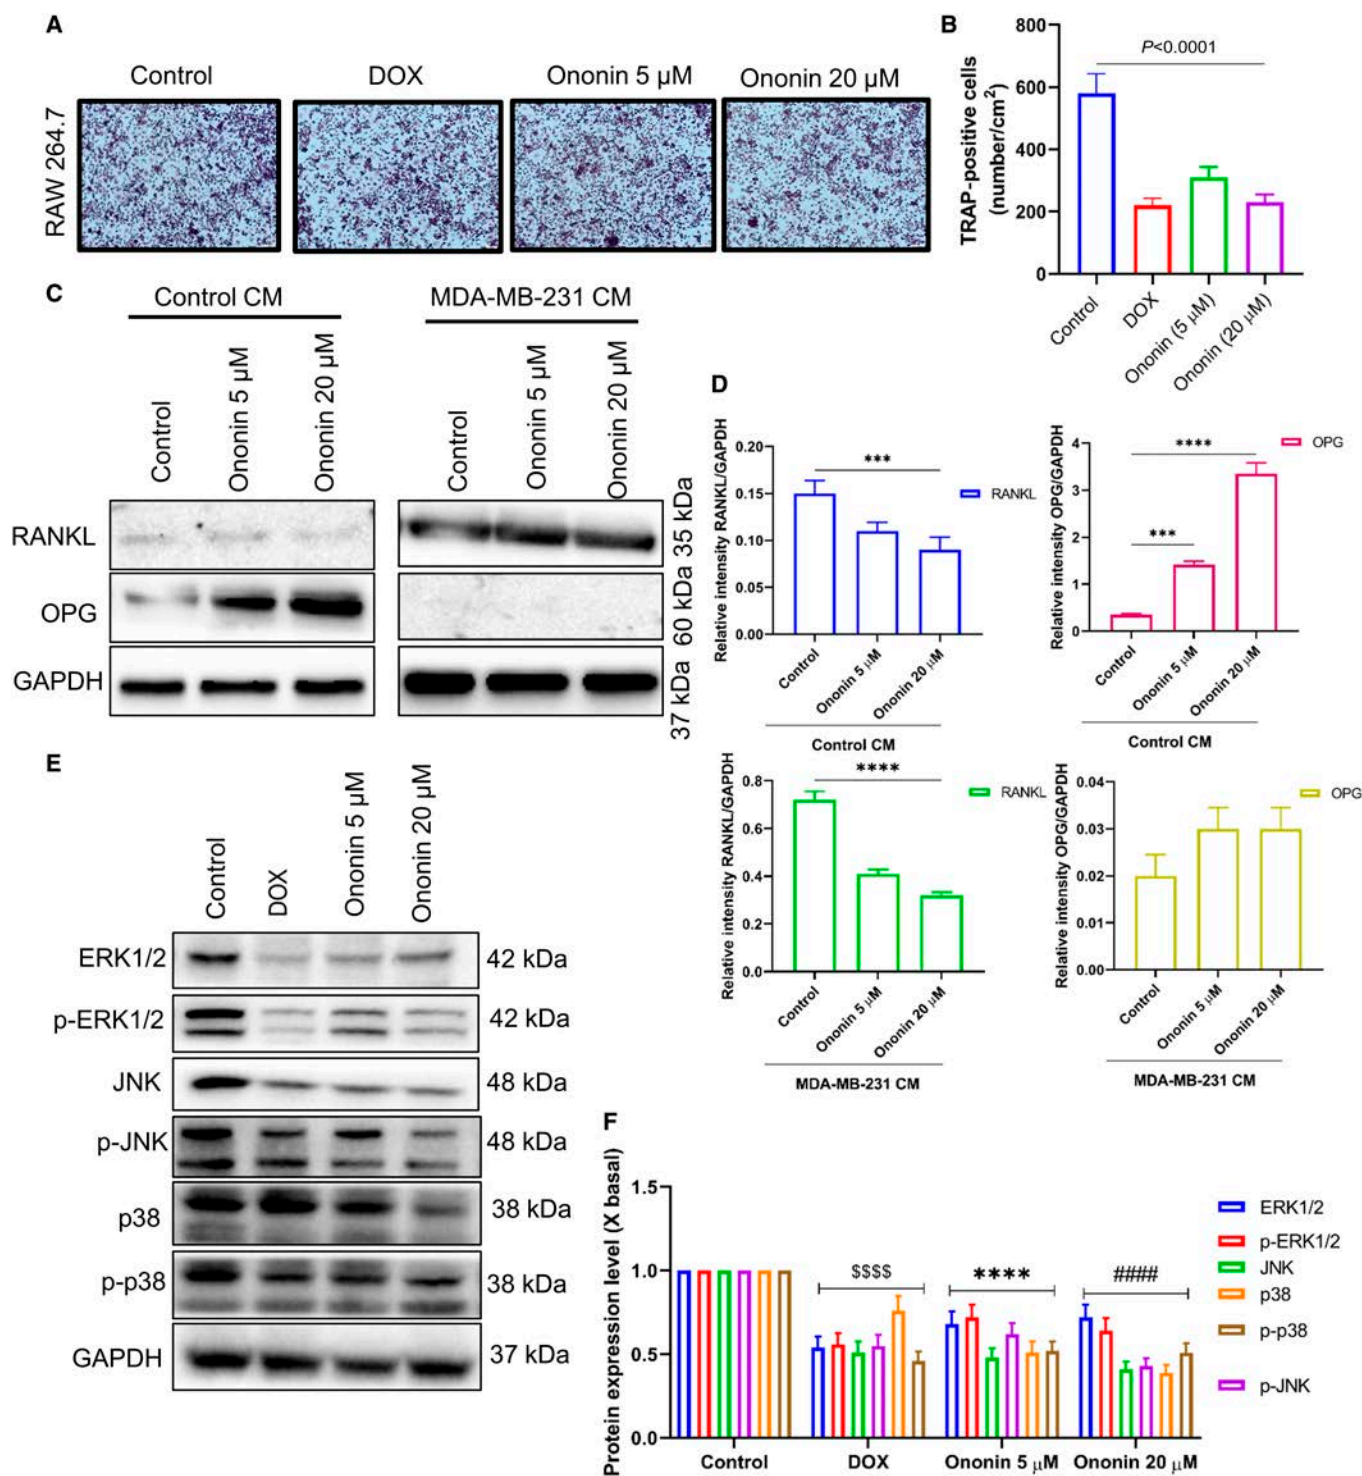 A
Control
DOX
Ononin 5 μM
Ononin 20 μM
RAW 264.7
B
TRAP-positive cells
(number/cm²)
800
600
400
200
0
P<0.0001
Control
DOX
Ononin (5 μM)
Ononin (20 μM)
C
Control CM
MDA-MB-231 CM
Control
Ononin 5 μM
Ononin 20 μM
Control
Ononin 5 μM
Ononin 20 μM
RANKL
35 kDa
OPG
60 kDa
GAPDH
37 kDa
D
Relative intensity RANKL/GAPDH
0.20
0.15
0.10
0.05
0.00
***
RANKL
Control
Ononin 5 μM
Ononin 20 μM
Control CM
Relative intensity OPG/GAPDH
4
3
2
1
0
****
***
OPG
Control
Ononin 5 μM
Ononin 20 μM
Control CM
Relative intensity RANKL/GAPDH
0.8
0.6
0.4
0.2
0.0
****
RANKL
Control
Ononin 5 μM
Ononin 20 μM
MDA-MB-231 CM
Relative intensity OPG/GAPDH
0.04
0.03
0.02
0.01
0.00
OPG
Control
Ononin 5 μM
Ononin 20 μM
MDA-MB-231 CM
E
Control
DOX
Ononin 5 μM
Ononin 20 μM
ERK1/2
42 kDa
p-ERK1/2
42 kDa
JNK
48 kDa
p-JNK
48 kDa
p38
38 kDa
p-p38
38 kDa
GAPDH
37 kDa
F
Protein expression level (X basal)
1.5
1.0
0.5
0.0
$$$$
****
####
Control
DOX
Ononin 5 μM
Ononin 20 μM
ERK1/2
p-ERK1/2
JNK
p38
p-p38
p-JNK